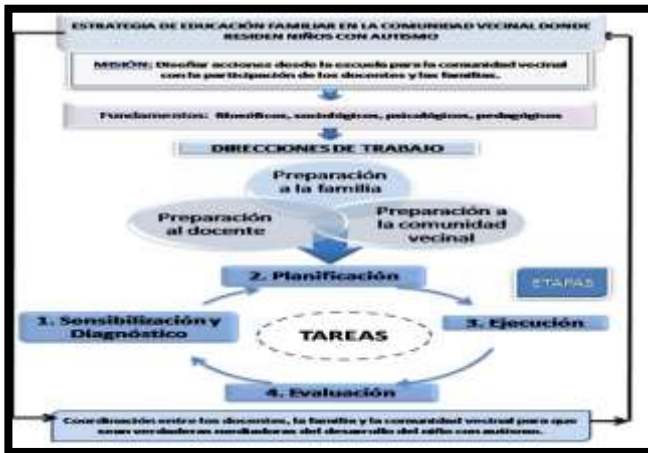 ESTRATEGIA DE EDUCACIÓN FAMILIAR EN LA COMUNIDAD VECINAL DONDE
RESIDEN NIÑOS CON AUTISMO
MISIÓN: Diseñar acciones desde la escuela para la comunidad vecinal
con la participación de los docentes y las familias.
Fundamentos: filosóficos, sociológicos, psicológicos, pedagógicos
DIRECCIONES DE TRABAJO
Preparación
a la familia
Preparación
al docente
Preparación a
la comunidad
vecinal
2. Planificación
ETAPAS
1. Sensibilización y
Diagnóstico
TAREAS
3. Ejecución
4. Evaluación
Coordinación entre los docentes, la familia y la comunidad vecinal para que
sean verdaderos mediadores del desarrollo del niño con autismo.